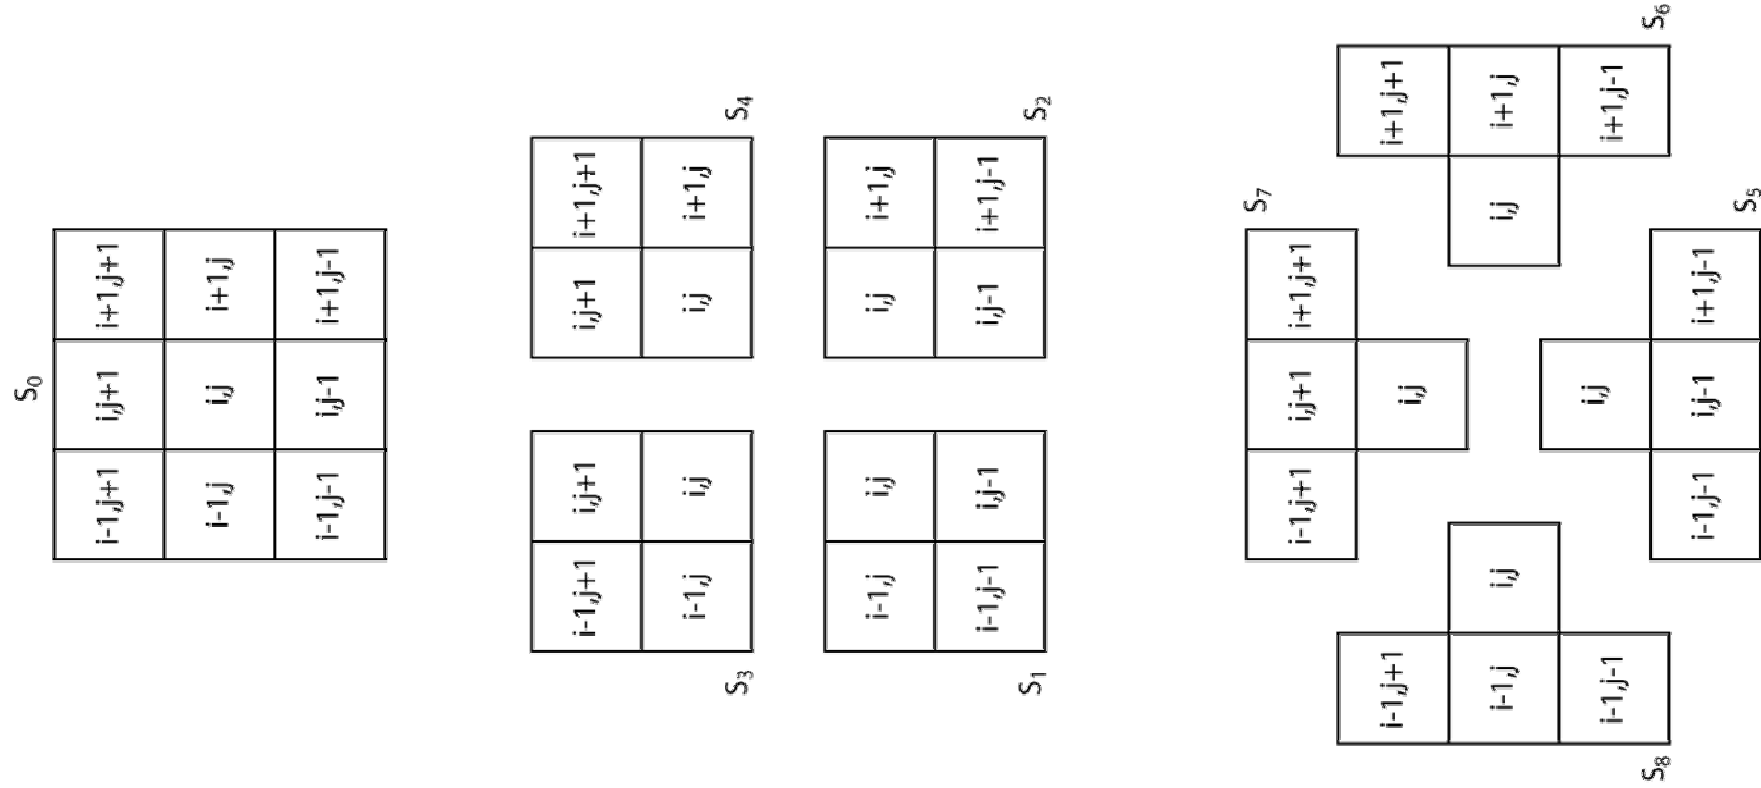 S0
i-1,j+1 i,j+1 i+1,j+1
i-1,j i,j i+1,j
i-1,j-1 i,j-1 i+1,j-1
i-1,j+1 i,j+1
S3 i-1,j i,j
i,j+1 i+1,j+1
i,j i+1,j S4
i-1,j i,j
S1 i-1,j-1 i,j-1
i,j i+1,j
i,j-1 i+1,j-1 S2
i-1,j+1 i,j+1 i+1,j+1 S7
i,j
i-1,j+1
i-1,j i,j
S8 i-1,j-1
i+1,j+1
i,j i+1,j
i+1,j-1 S6
i,j
i-1,j-1 i,j-1 i+1,j-1 S5